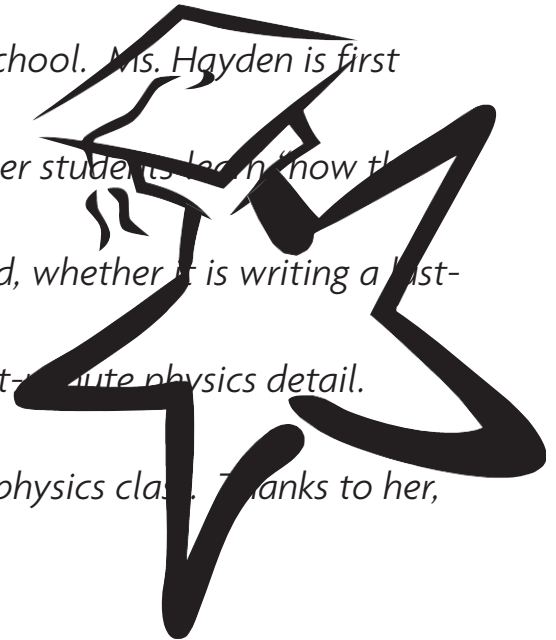 chool. Ms. Hayden is first
er students learn “how th
d, whether it is writing a last-
t-minute physics detail.
physics class. Thanks to her,